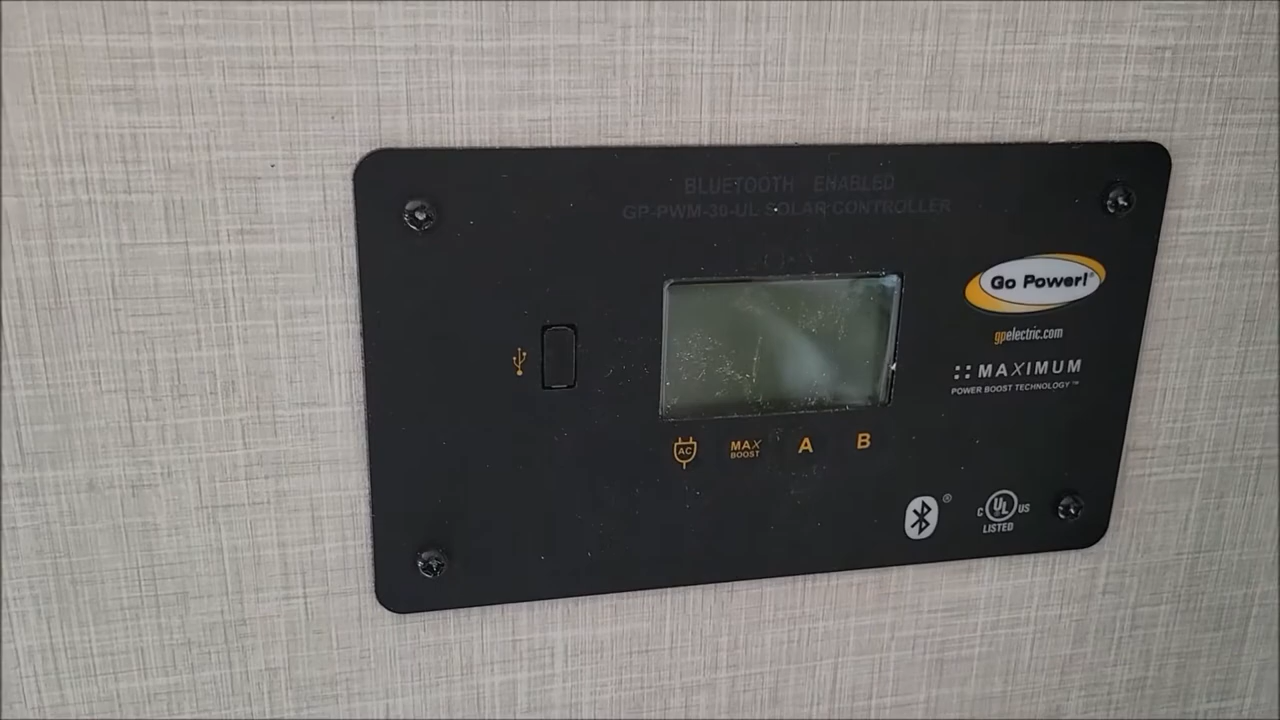 BLUETOOTH ENABLED
GP-PWM-30-UL SOLAR CONTROLLER
Go Power!®
gpelectric.com
MAXIMUM
POWER BOOST TECHNOLOGY™
AC
MAX
BOOST
A
B
®
C UL US
LISTED